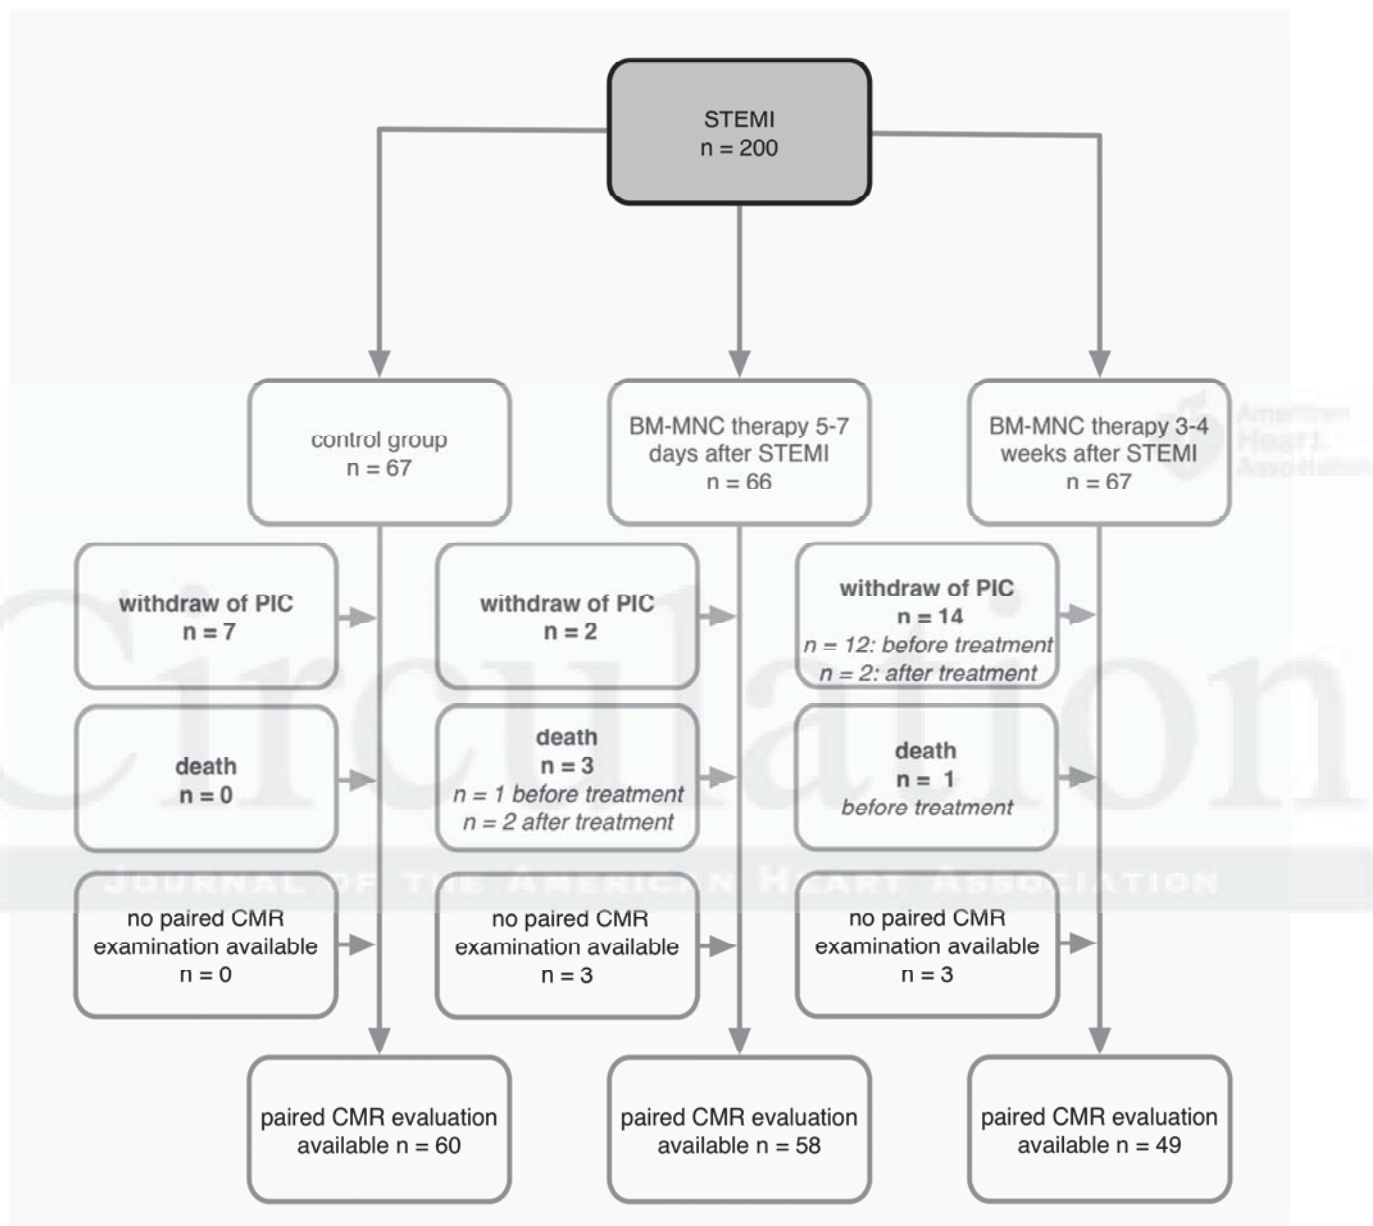 STEMI
n = 200
control group
n = 67
BM-MNC therapy 5-7
days after STEMI
n = 66
BM-MNC therapy 3-4
weeks after STEMI
n = 67
American
Heart
Association
withdraw of PIC
n = 7
withdraw of PIC
n = 2
withdraw of PIC
n = 14
n = 12: before treatment
n = 2: after treatment
Circulation
death
n = 0
death
n = 3
n = 1 before treatment
n = 2 after treatment
death
n = 1
before treatment
JOURNAL OF THE AMERICAN HEART ASSOCIATION
no paired CMR
examination available
n = 0
no paired CMR
examination available
n = 3
no paired CMR
examination available
n = 3
paired CMR evaluation
available n = 60
paired CMR evaluation
available n = 58
paired CMR evaluation
available n = 49